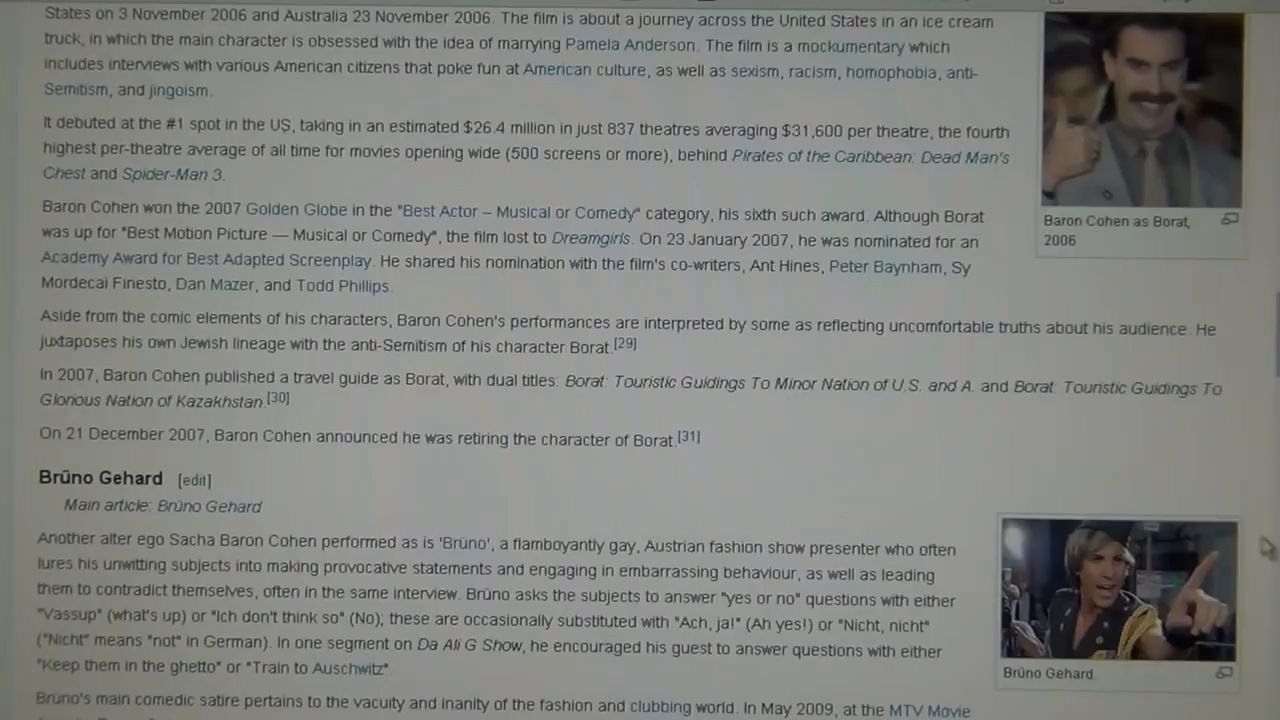 States on 3 November 2006 and Australia 23 November 2006. The film is about a journey across the United States in an ice cream
truck, in which the main character is obsessed with the idea of marrying Pamela Anderson. The film is a mockumentary which
includes interviews with various American citizens that poke fun at American culture, as well as sexism, racism, homophobia, anti-
Semitism, and jingoism.
It debuted at the #1 spot in the US, taking in an estimated $26.4 million in just 837 theatres averaging $31,600 per theatre, the fourth
highest per-theatre average of all time for movies opening wide (500 screens or more), behind Pirates of the Caribbean: Dead Man's
Chest and Spider-Man 3.
Baron Cohen won the 2007 Golden Globe in the "Best Actor – Musical or Comedy" category, his sixth such award. Although Borat
was up for "Best Motion Picture — Musical or Comedy", the film lost to Dreamgirls. On 23 January 2007, he was nominated for an
Academy Award for Best Adapted Screenplay. He shared his nomination with the film's co-writers, Ant Hines, Peter Baynham, Sy
Mordecai Finesto, Dan Mazer, and Todd Phillips.
Baron Cohen as Borat,
2006
Aside from the comic elements of his characters, Baron Cohen's performances are interpreted by some as reflecting uncomfortable truths about his audience. He
juxtaposes his own Jewish lineage with the anti-Semitism of his character Borat.[29]
In 2007, Baron Cohen published a travel guide as Borat, with dual titles: Borat: Touristic Guidings To Minor Nation of U.S. and A. and Borat: Touristic Guidings To
Glorious Nation of Kazakhstan.[30]
On 21 December 2007, Baron Cohen announced he was retiring the character of Borat.[31]
Brüno Gehard [edit]
Main article: Brüno Gehard
Another alter ego Sacha Baron Cohen performed as is 'Brüno', a flamboyantly gay, Austrian fashion show presenter who often
lures his unwitting subjects into making provocative statements and engaging in embarrassing behaviour, as well as leading
them to contradict themselves, often in the same interview. Brüno asks the subjects to answer "yes or no" questions with either
"Vassup" (what's up) or "Ich don't think so" (No); these are occasionally substituted with "Ach, ja!" (Ah yes!) or "Nicht, nicht"
("Nicht" means "not" in German). In one segment on Da Ali G Show, he encouraged his guest to answer questions with either
"Keep them in the ghetto" or "Train to Auschwitz".
Brüno Gehard.
Brüno's main comedic satire pertains to the vacuity and inanity of the fashion and clubbing world. In May 2009, at the MTV Movie